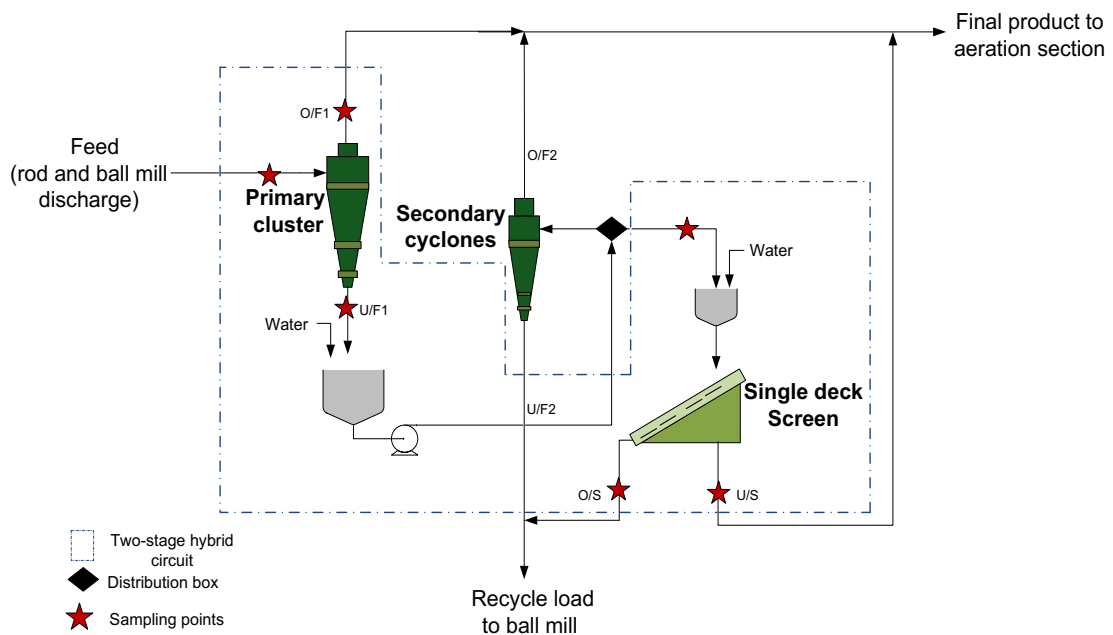 Final product to
aeration section
O/F1
Feed
(rod and ball mill
discharge)
Primary
cluster
O/F2
Secondary
cyclones
Water
U/F1
Water
Single deck
Screen
U/F2
O/S
U/S
Two-stage hybrid
circuit
Distribution box
Sampling points
Recycle load
to ball mill